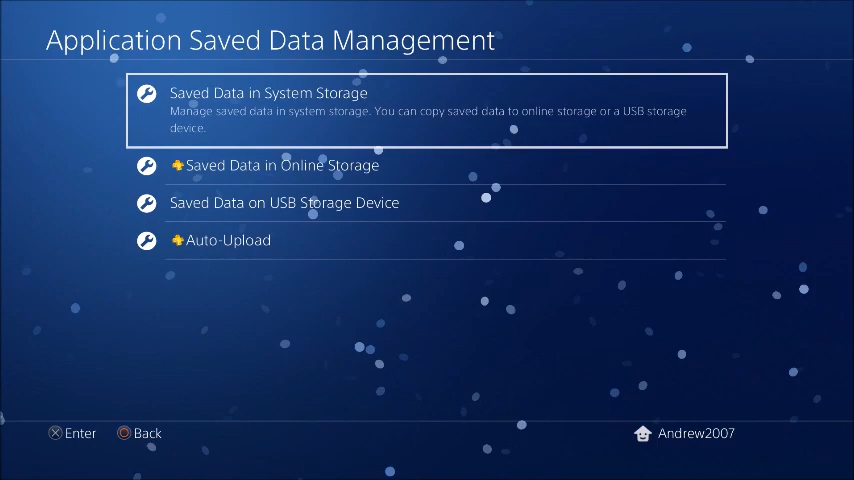 Application Saved Data Management
Saved Data in System Storage
Manage saved data in system storage. You can copy saved data to online storage or a USB storage
device.
Saved Data in Online Storage
Saved Data on USB Storage Device
Auto-Upload
Enter Back Andrew2007